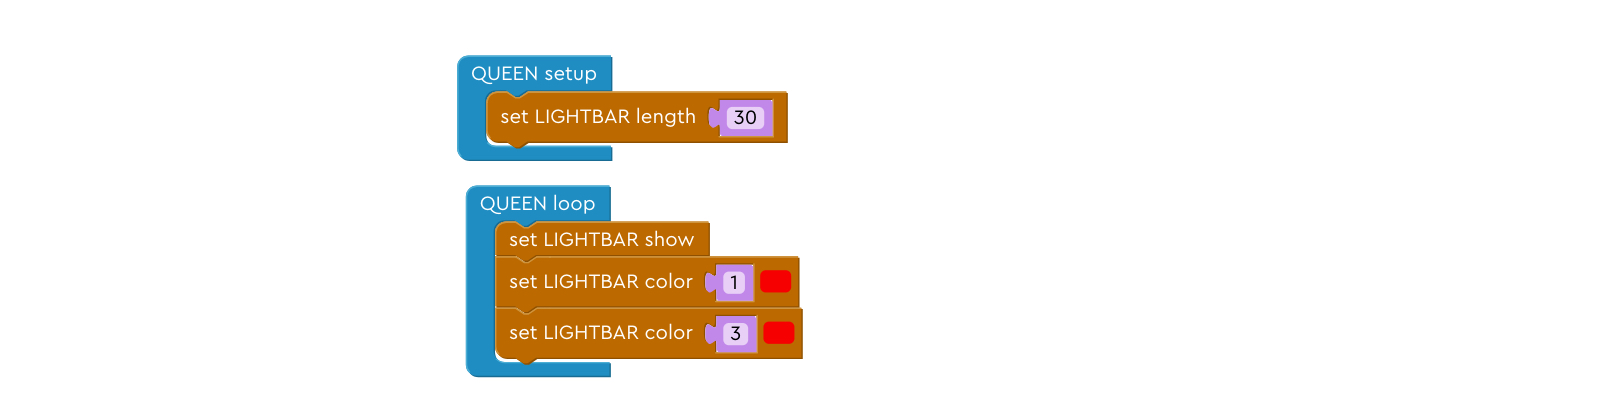 QUEEN setup
set LIGHTBAR length 30
QUEEN loop
set LIGHTBAR show
set LIGHTBAR color 1
set LIGHTBAR color 3